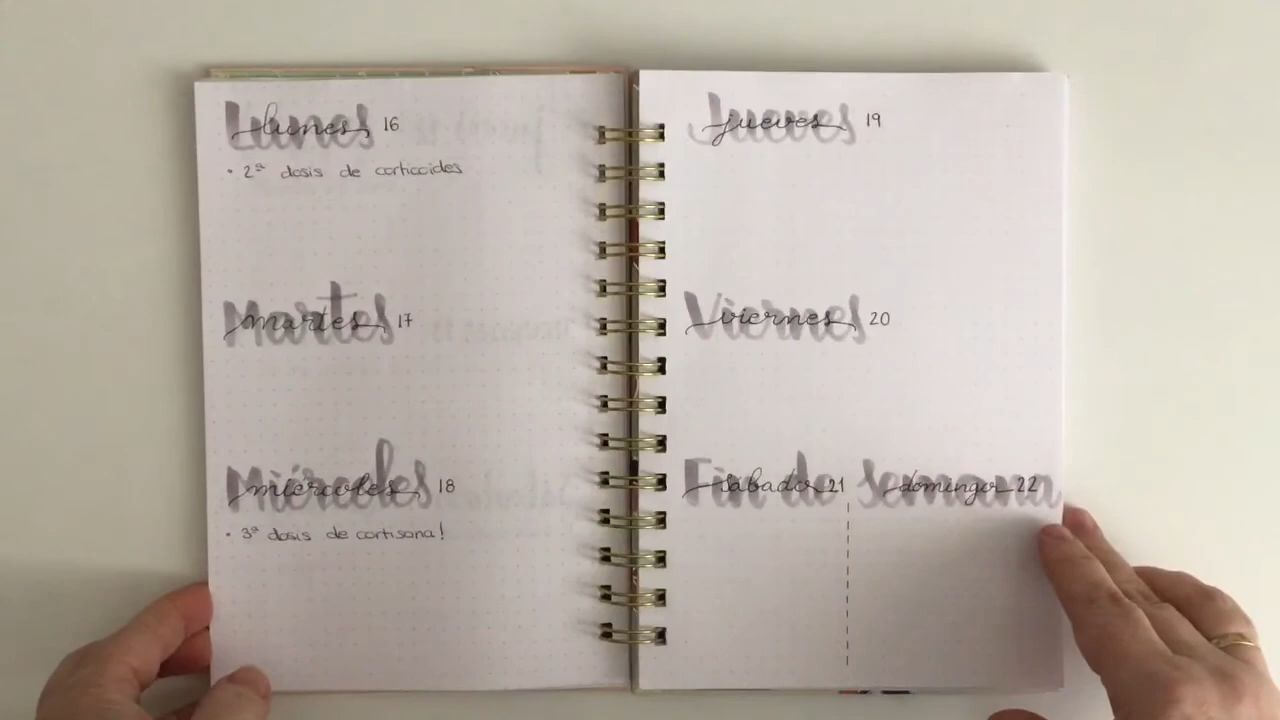 Lunes
lunes 16
• 2ª dosis de corticoides
Martes
martes 17
Miércoles
miércoles 18
• 3ª dosis de cortisona!
Jueves
jueves 19
Viernes
viernes 20
Fin de semana
sábado 21 domingo 22